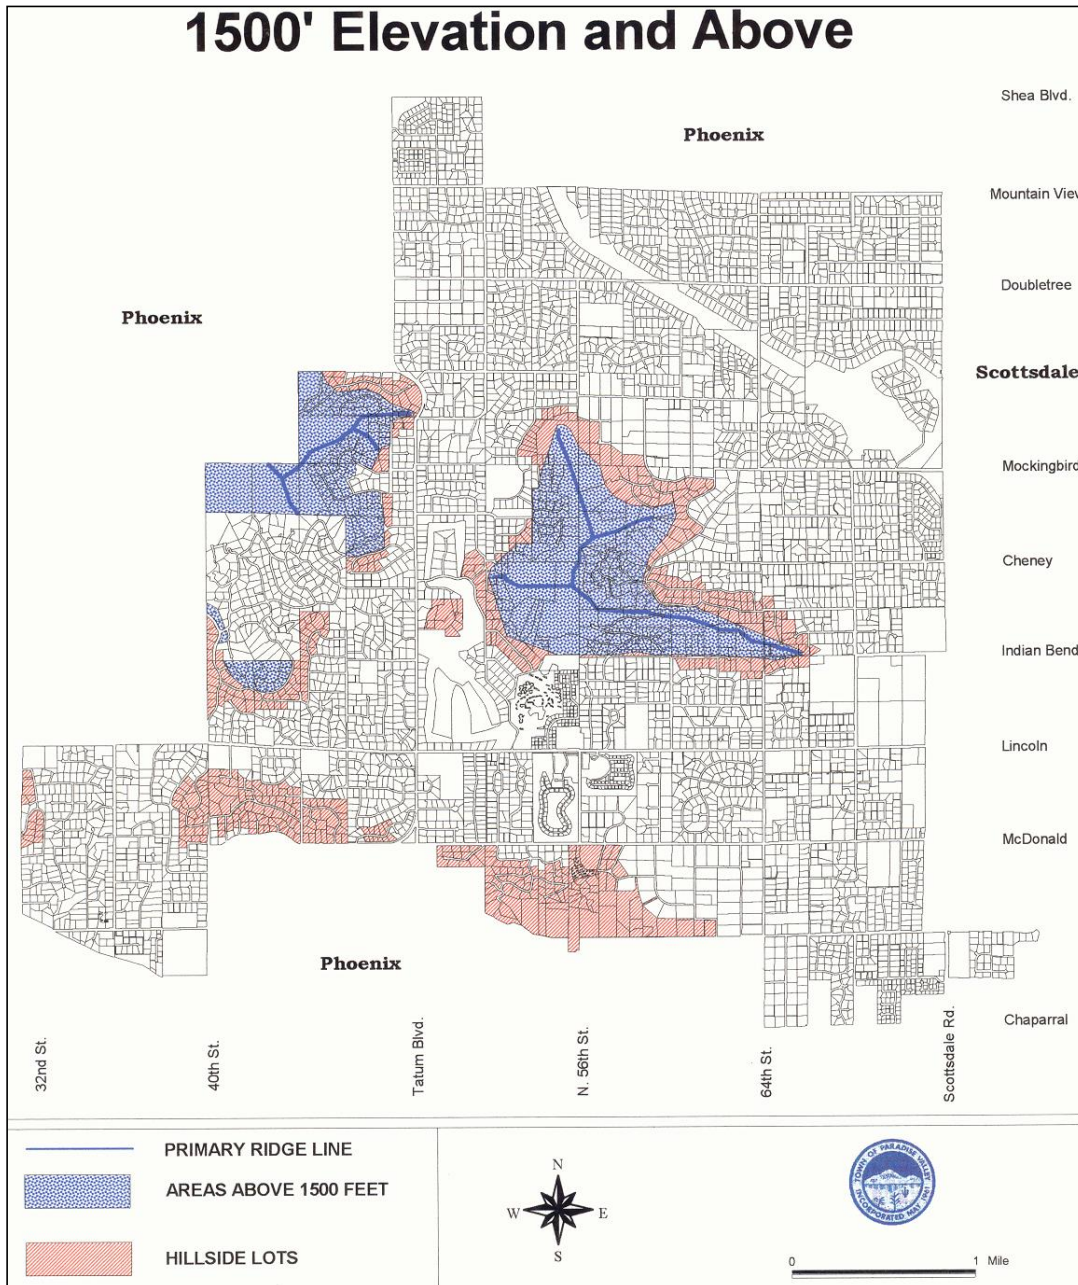 1500' Elevation and Above
Shea Blvd.
Phoenix
Mountain View
Doubletree
Phoenix
Scottsdale
Mockingbird
Cheney
Indian Bend
Lincoln
McDonald
Phoenix
Chaparral
32nd St.
40th St.
Tatum Blvd.
N. 56th St.
64th St.
Scottsdale Rd.
PRIMARY RIDGE LINE
AREAS ABOVE 1500 FEET
HILLSIDE LOTS
N
W
E
S
TOWN OF PARADISE VALLEY
INCORPORATED MAY 1961
0
1 Mile